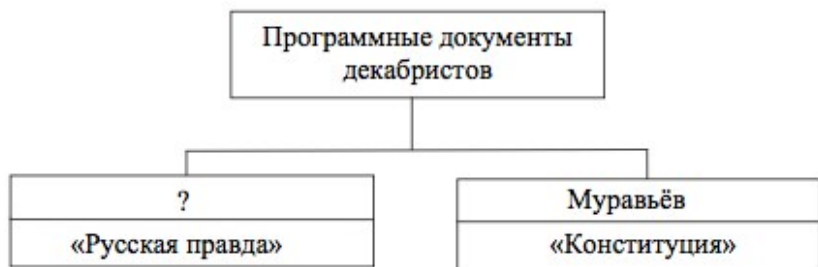 Программные документы
декабристов
?
Муравьёв
«Русская правда»
«Конституция»